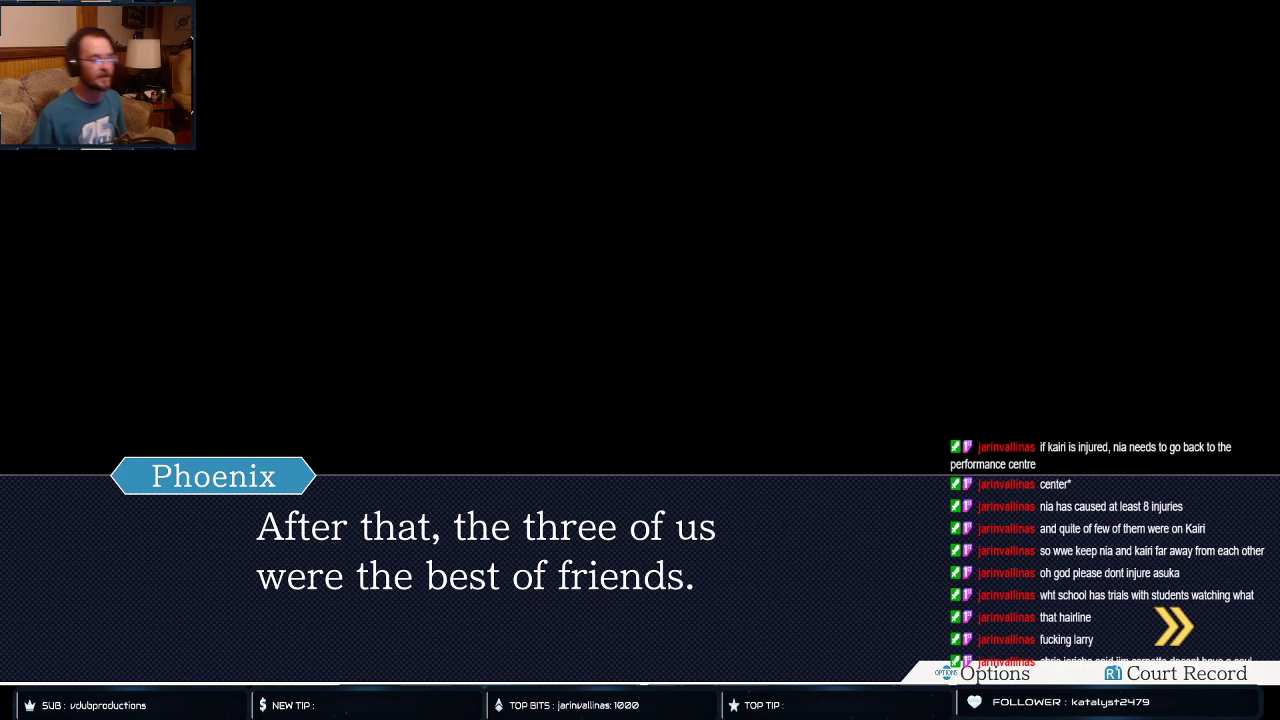 Phoenix
After that, the three of us
were the best of friends.
jarinvallinas if kairi is injured, nia needs to go back to the
performance centre
jarinvallinas center*
jarinvallinas nia has caused at least 8 injuries
jarinvallinas and quite of few of them were on Kairi
jarinvallinas so wwe keep nia and kairi far away from each other
jarinvallinas oh god please dont injure asuka
jarinvallinas wht school has trials with students watching what
jarinvallinas that hairline
jarinvallinas fucking larry
jarinvallinas
OPTIONS Options R1 Court Record
SUB : vdubproductions
NEW TIP :
TOP BITS : jarinvallinas: 1000
TOP TIP :
FOLLOWER : katalyst2479